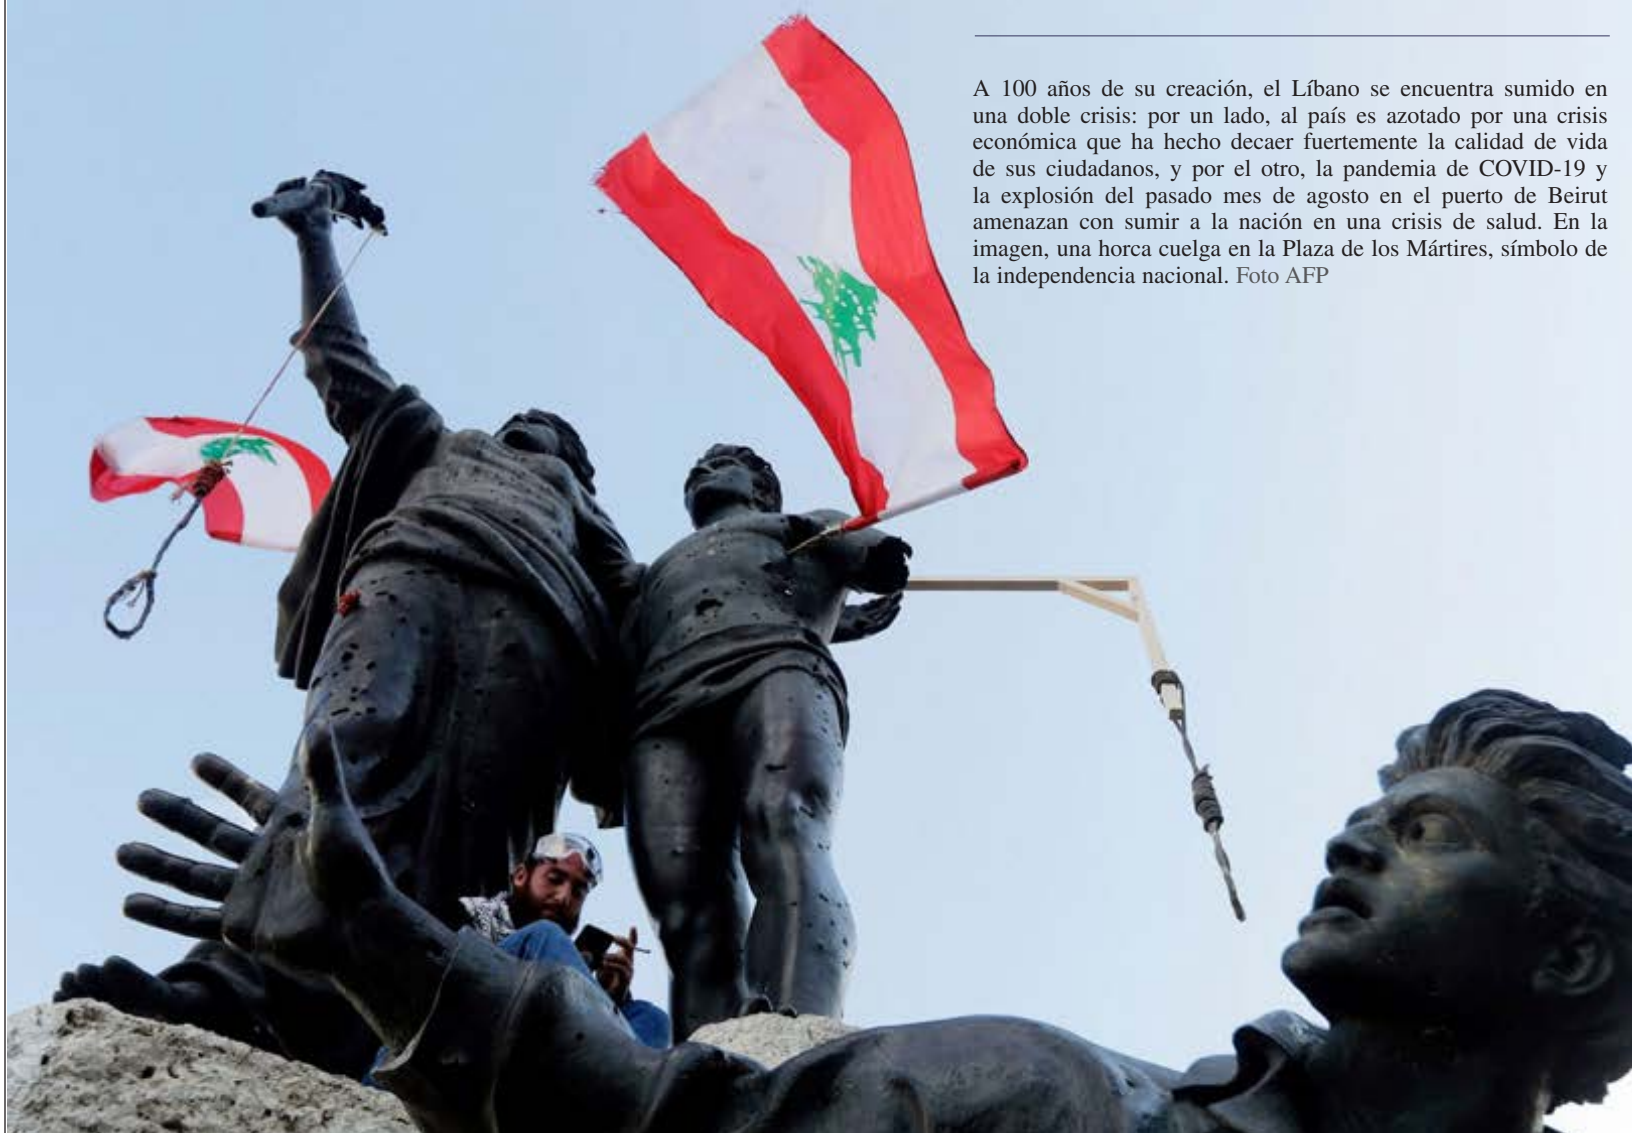 A 100 años de su creación, el Líbano se encuentra sumido en
una doble crisis: por un lado, al país es azotado por una crisis
económica que ha hecho decaer fuertemente la calidad de vida
de sus ciudadanos, y por el otro, la pandemia de COVID-19 y
la explosión del pasado mes de agosto en el puerto de Beirut
amenazan con sumir a la nación en una crisis de salud. En la
imagen, una horca cuelga en la Plaza de los Mártires, símbolo de
la independencia nacional. Foto AFP